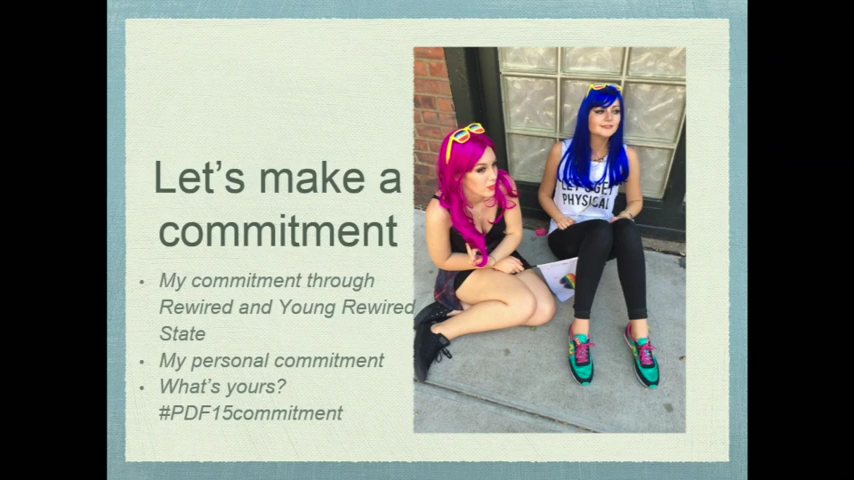 Let's make a
commitment
• My commitment through
Rewired and Young Rewired
State
• My personal commitment
• What's yours?
#PDF15commitment
LET'S GET
PHYSICAL